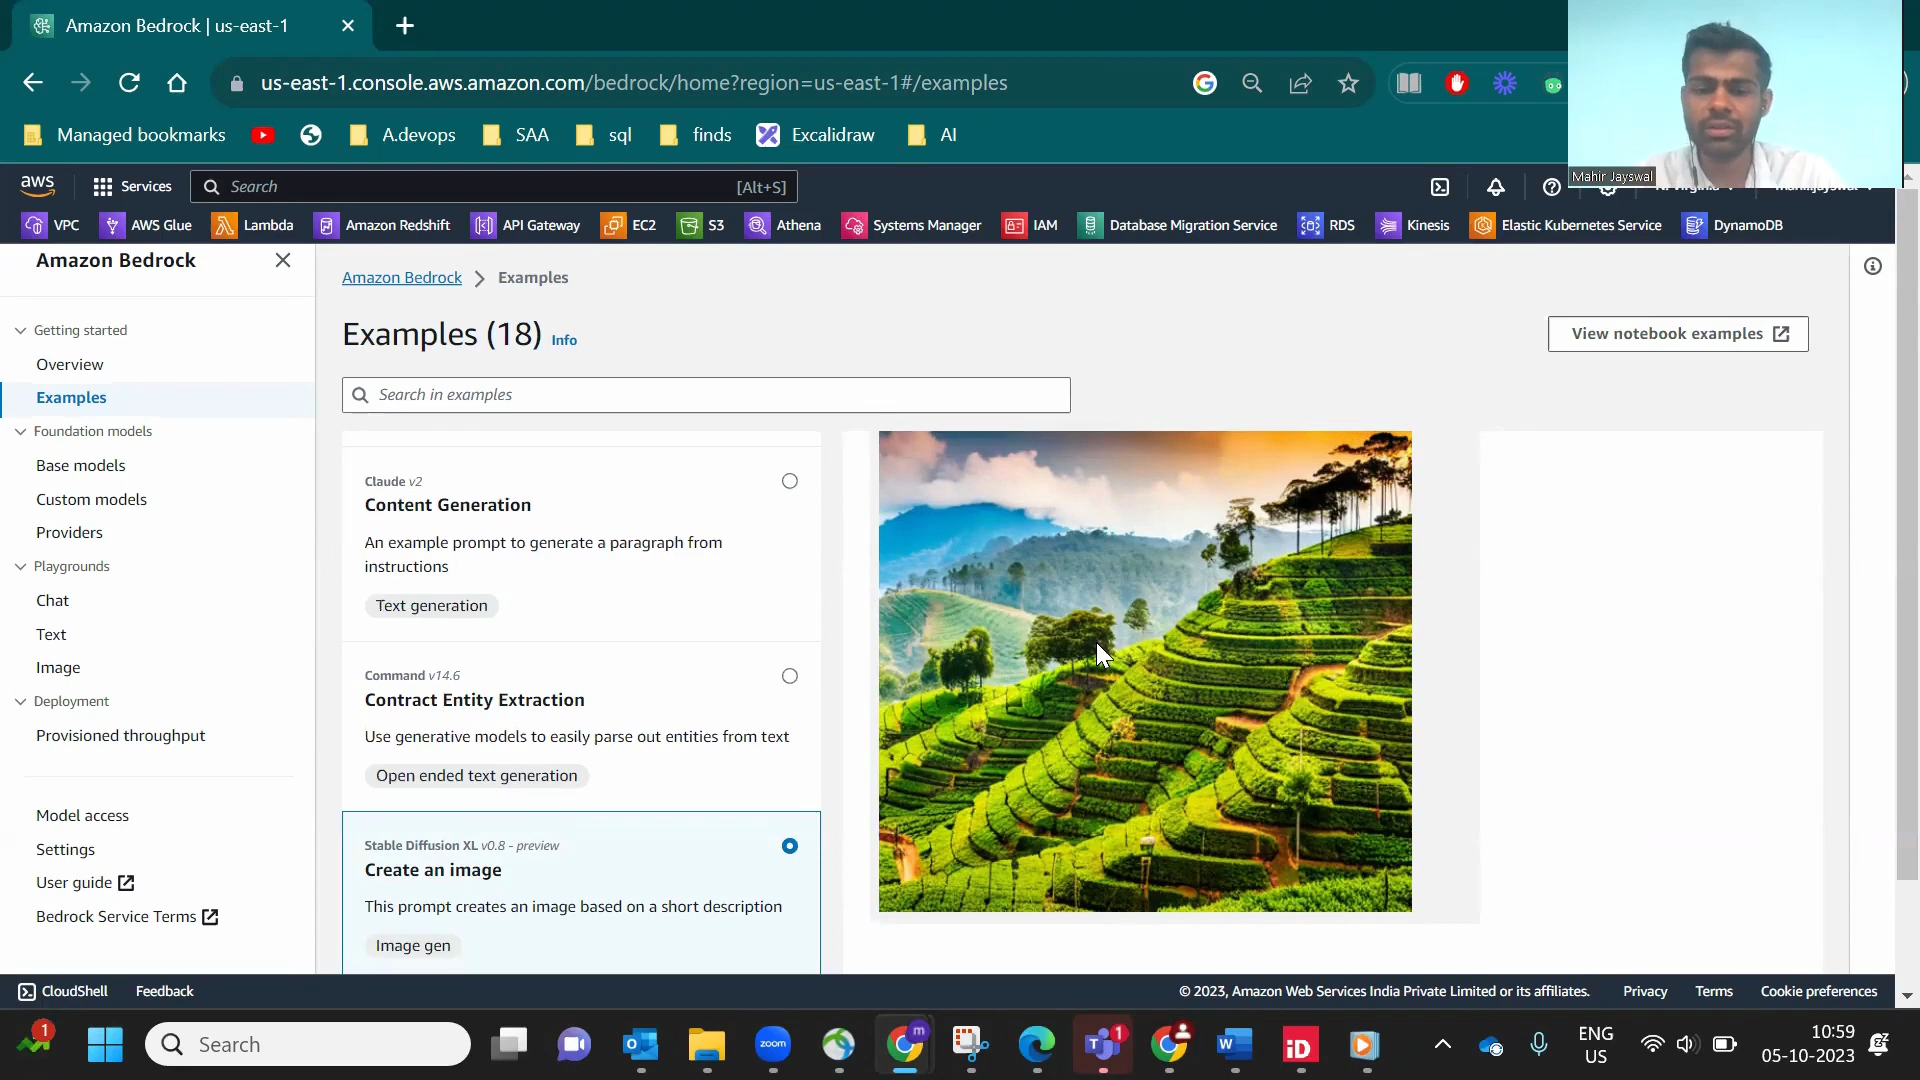 Amazon Bedrock | us-east-1
us-east-1.console.aws.amazon.com/bedrock/home?region=us-east-1#/examples
Managed bookmarks
A.devops
SAA
sql
finds
Excalidraw
AI
Mahir Jayswal
aws
Services
Search
[Alt+S]
VPC
AWS Glue
Lambda
Amazon Redshift
API Gateway
EC2
S3
Athena
Systems Manager
IAM
Database Migration Service
RDS
Kinesis
Elastic Kubernetes Service
DynamoDB
Amazon Bedrock
Getting started
Overview
Examples
Foundation models
Base models
Custom models
Providers
Playgrounds
Chat
Text
Image
Deployment
Provisioned throughput
Model access
Settings
User guide
Bedrock Service Terms
Amazon Bedrock
Examples
Examples (18) Info
View notebook examples
Search in examples
Claude v2
Content Generation
An example prompt to generate a paragraph from
instructions
Text generation
Command v14.6
Contract Entity Extraction
Use generative models to easily parse out entities from text
Open ended text generation
Stable Diffusion XL v0.8 - preview
Create an image
This prompt creates an image based on a short description
Image gen
CloudShell
Feedback
© 2023, Amazon Web Services India Private Limited or its affiliates.
Privacy
Terms
Cookie preferences
1
Search
zoom
m
1
iD
ENG
US
10:59
05-10-2023